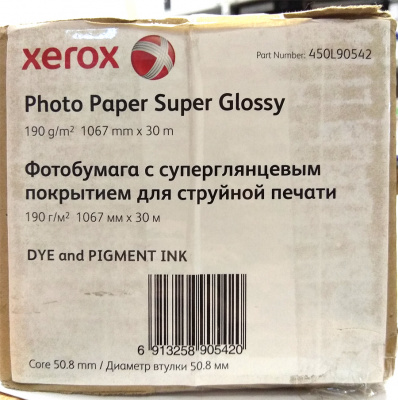 xerox
Part Number: 450L90542
Photo Paper Super Glossy
190 g/m² 1067 mm x 30 m
Фотобумага с суперглянцевым
покрытием для струйной печати
190 г/м² 1067 мм x 30 м
DYE and PIGMENT INK
6 913258 905420
Core 50.8 mm / Диаметр втулки 50.8 мм